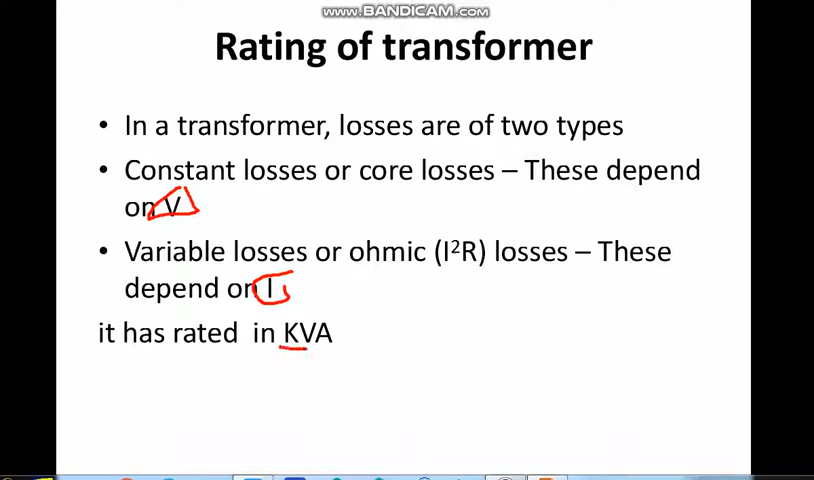 www.BANDICAM.com
Rating of transformer
• In a transformer, losses are of two types
• Constant losses or core losses – These depend
on V
• Variable losses or ohmic (I²R) losses – These
depend on I
it has rated in KVA